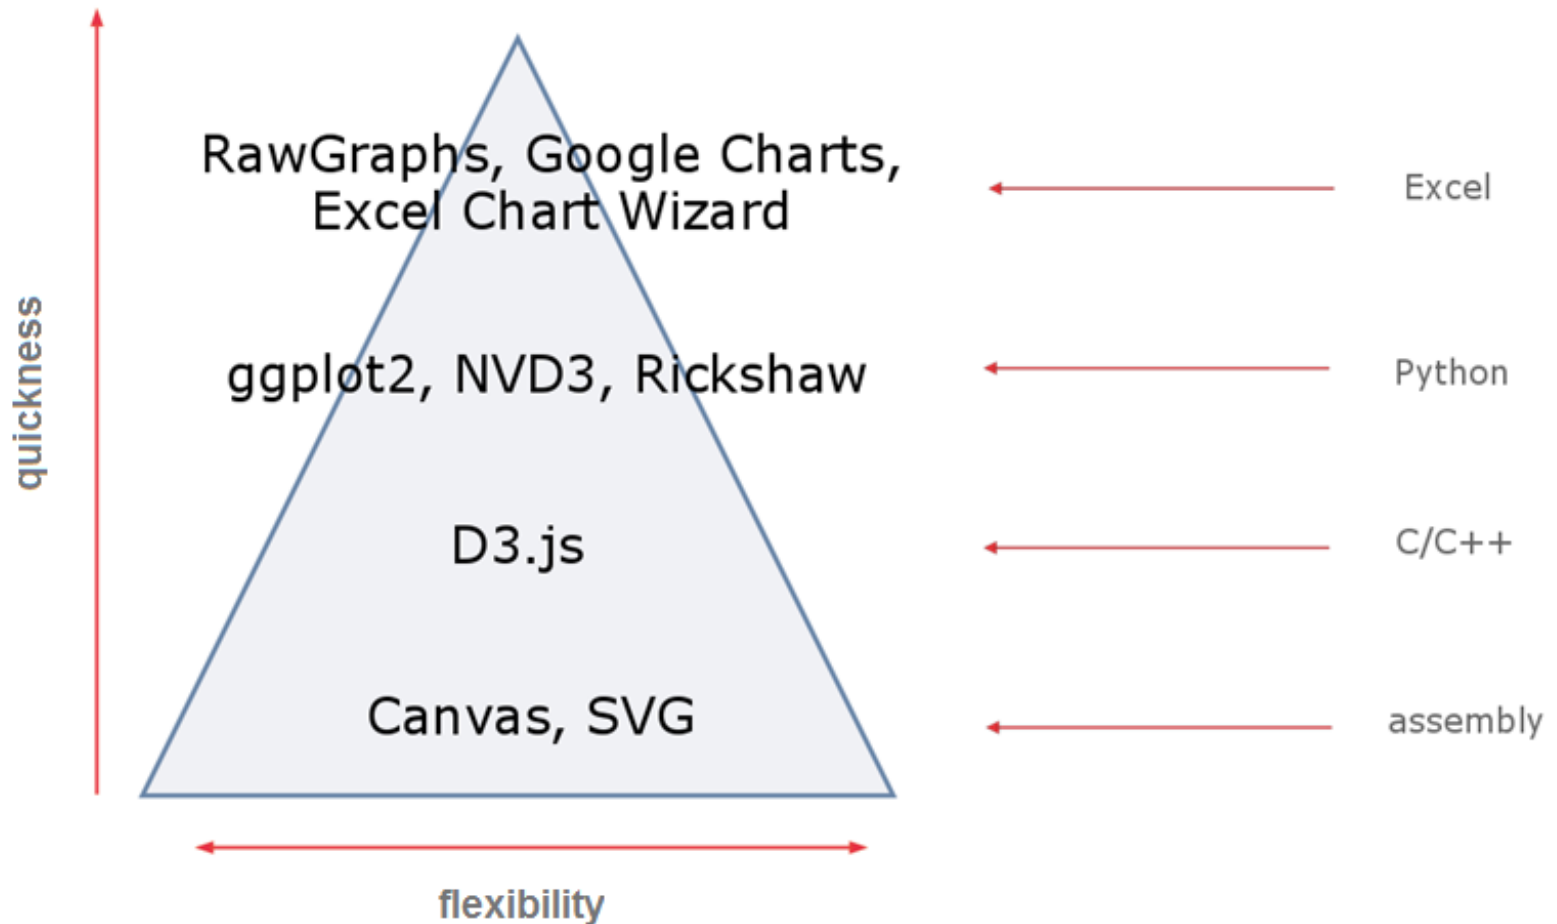 RawGraphs, Google Charts,
Excel Chart Wizard
Excel
ggplot2, NVD3, Rickshaw
Python
quickness
D3.js
C/C++
Canvas, SVG
assembly
flexibility